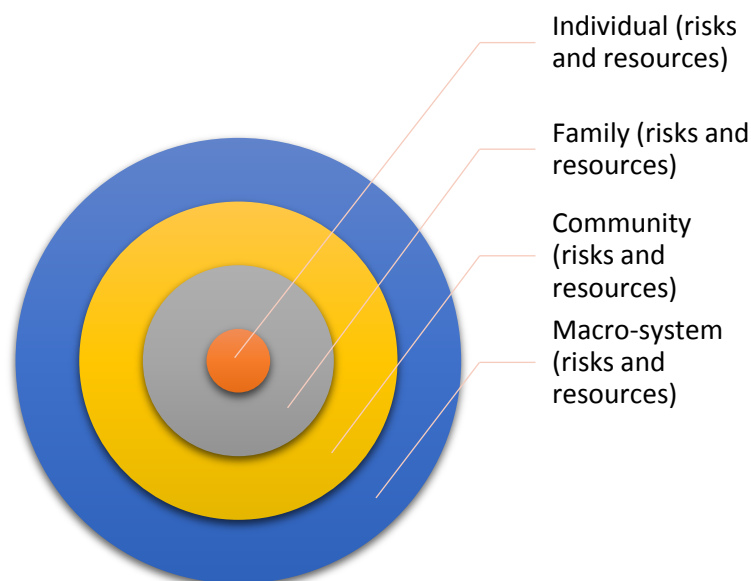 Individual (risks
and resources)
Family (risks and
resources)
Community
(risks and
resources)
Macro-system
(risks and
resources)